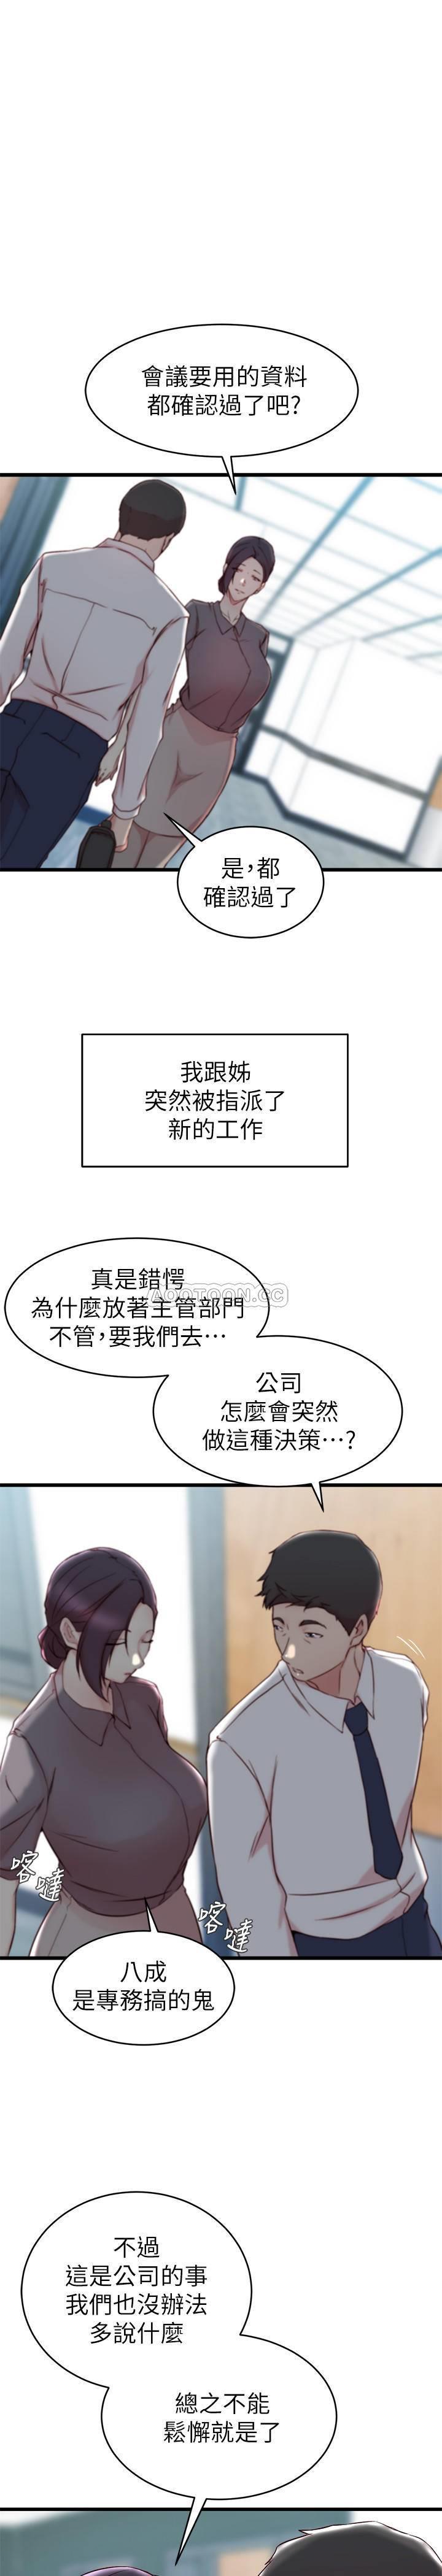 會議要用的資料
都確認過了吧?
是,都
確認過了
我跟姊
突然被指派了
新的工作
真是錯愕
AOOTOON.CC
為什麼放著主管部門
不管,要我們去…
公司
怎麼會突然
做這種決策…?
喀噠
喀噠
八成
是專務搞的鬼
不過
這是公司的事
我們也沒辦法
多說什麼
總之不能
鬆懈就是了